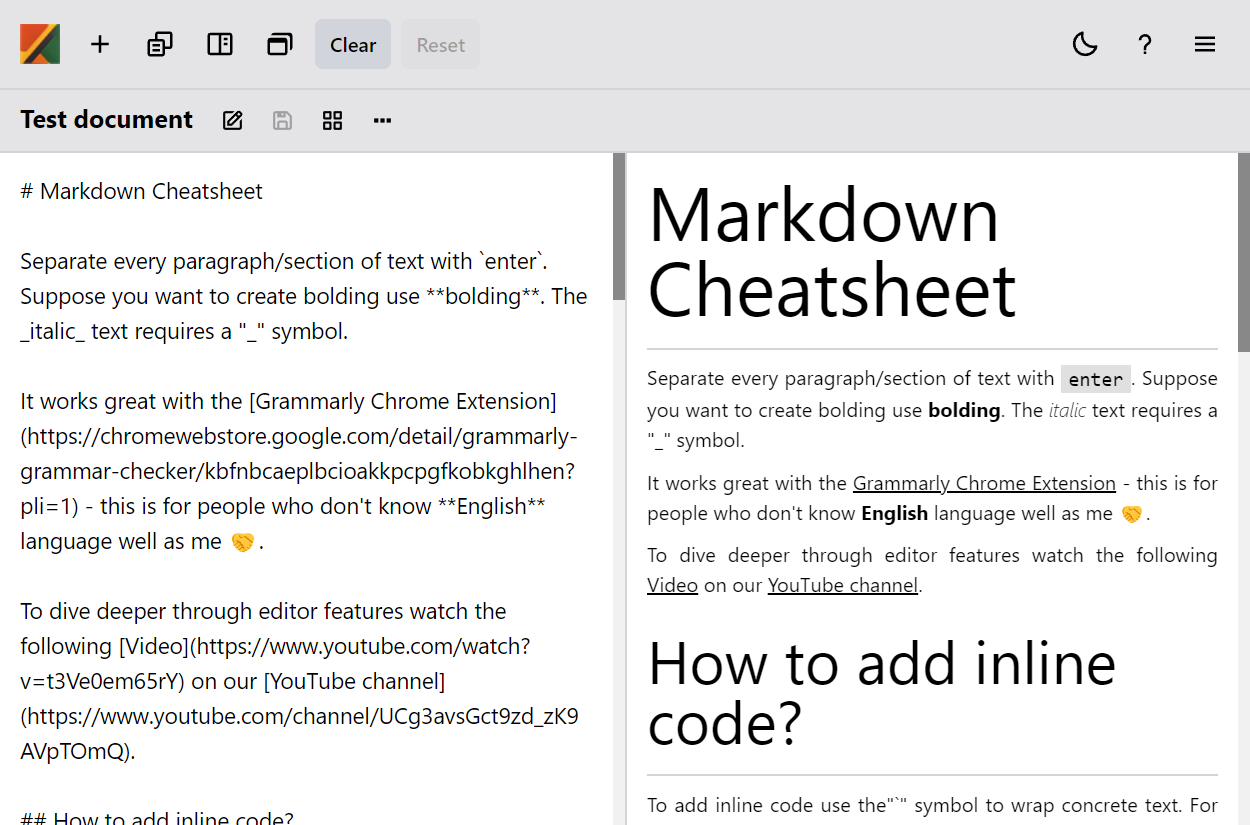 Clear Reset
Test document
# Markdown Cheatsheet
Separate every paragraph/section of text with `enter`.
Suppose you want to create bolding use **bolding**. The
_italic_ text requires a "_" symbol.
It works great with the [Grammarly Chrome Extension]
(https://chromewebstore.google.com/detail/grammarly-
grammar-checker/kbfnbcaeplbcioakkpcpgfkobkghlhen?
pli=1) - this is for people who don't know **English**
language well as me 🤝.
To dive deeper through editor features watch the
following [Video](https://www.youtube.com/watch?
v=t3Ve0em65rY) on our [YouTube channel]
(https://www.youtube.com/channel/UCg3avsGct9zd_zK9
AVpTOmQ).
## How to add inline code?
Markdown
Cheatsheet
Separate every paragraph/section of text with enter. Suppose
you want to create bolding use bolding. The italic text requires a
"_" symbol.
It works great with the Grammarly Chrome Extension - this is for
people who don't know English language well as me 🤝.
To dive deeper through editor features watch the following
Video on our YouTube channel.
How to add inline
code?
To add inline code use the"`" symbol to wrap concrete text. For